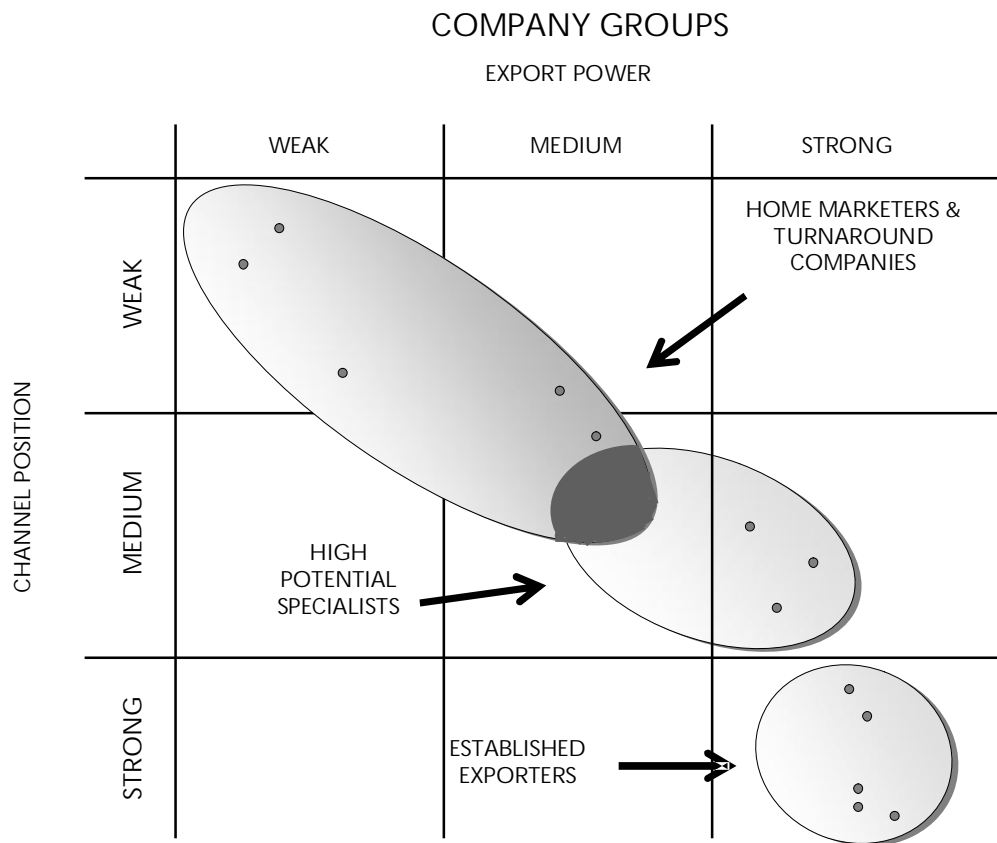 COMPANY GROUPS
EXPORT POWER
WEAK
MEDIUM
STRONG
HOME MARKETERS &
TURNAROUND
COMPANIES
WEAK
CHANNEL POSITION
MEDIUM
HIGH
POTENTIAL
SPECIALISTS
STRONG
ESTABLISHED
EXPORTERS